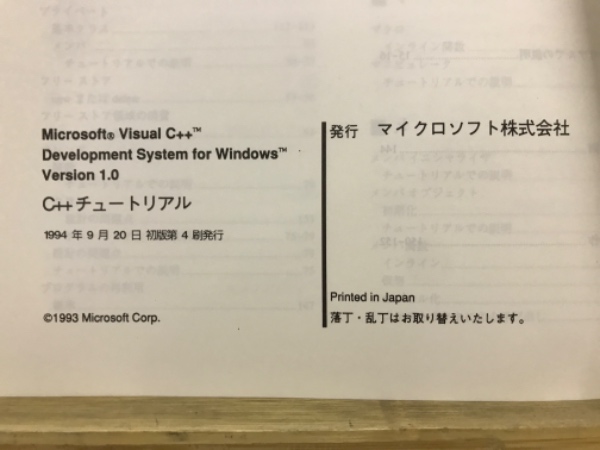 Microsoft® Visual C++™
Development System for Windows™
Version 1.0
C++チュートリアル
1994 年 9 月 20 日 初版第 4 刷発行
©1993 Microsoft Corp.
発行 マイクロソフト株式会社
Printed in Japan
落丁・乱丁はお取り替えいたします。